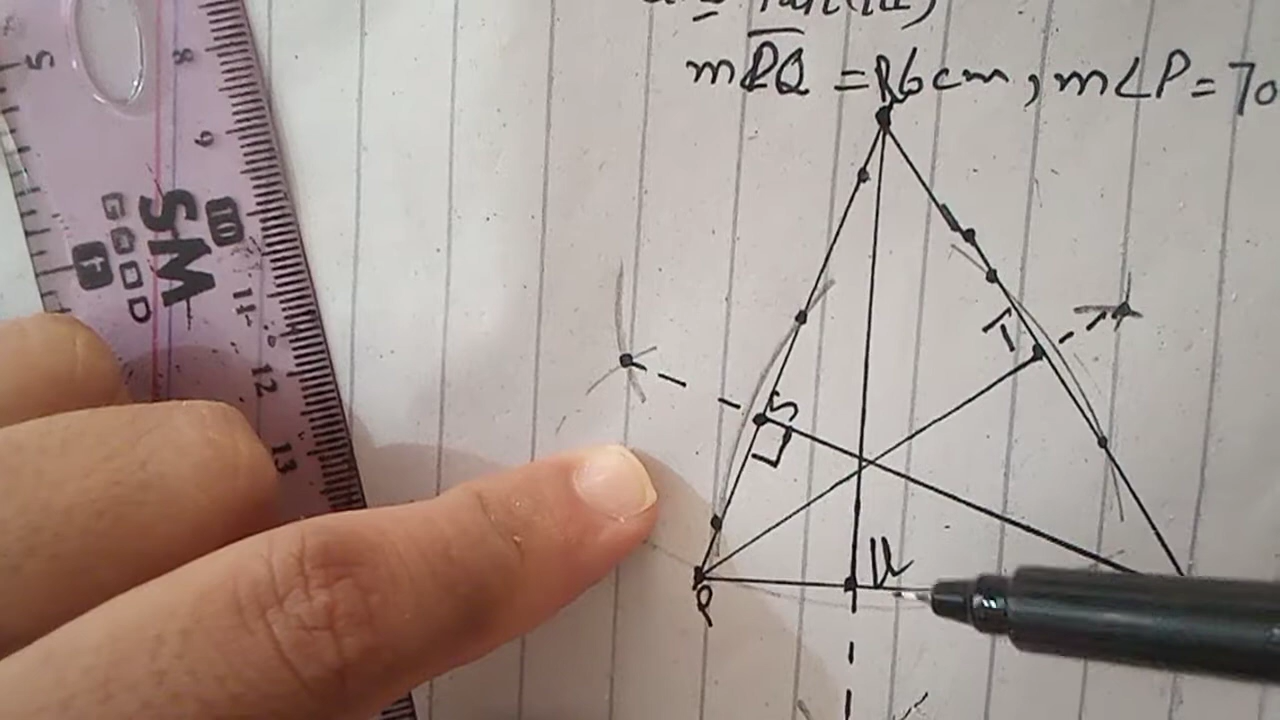 mPQ = 6cm, m∠P = 70
R
T
S
U
P
5
8
9
10
11
12
13
SM
GOOD